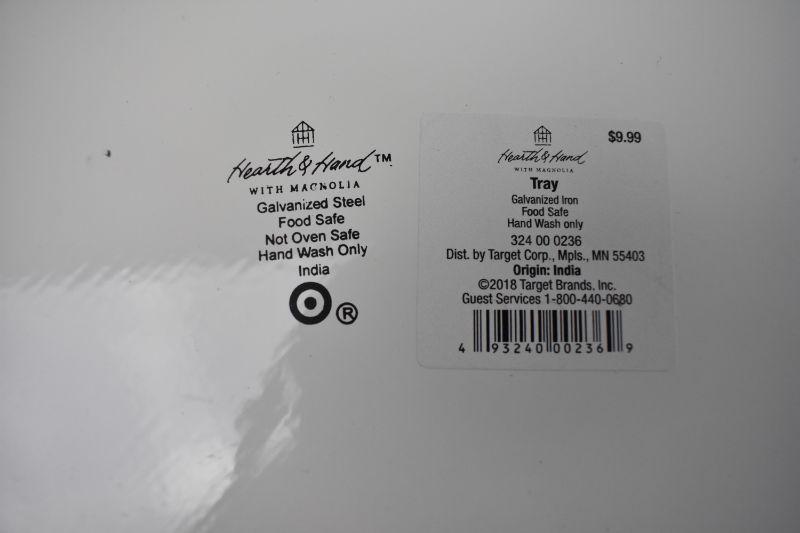 Hearth & Hand™
WITH MAGNOLIA
Galvanized Steel
Food Safe
Not Oven Safe
Hand Wash Only
India
®
$9.99
Hearth & Hand
WITH MAGNOLIA
Tray
Galvanized Iron
Food Safe
Hand Wash only
324 00 0236
Dist. by Target Corp., Mpls., MN 55403
Origin: India
©2018 Target Brands, Inc.
Guest Services 1-800-440-0680
4 93240 00236 9